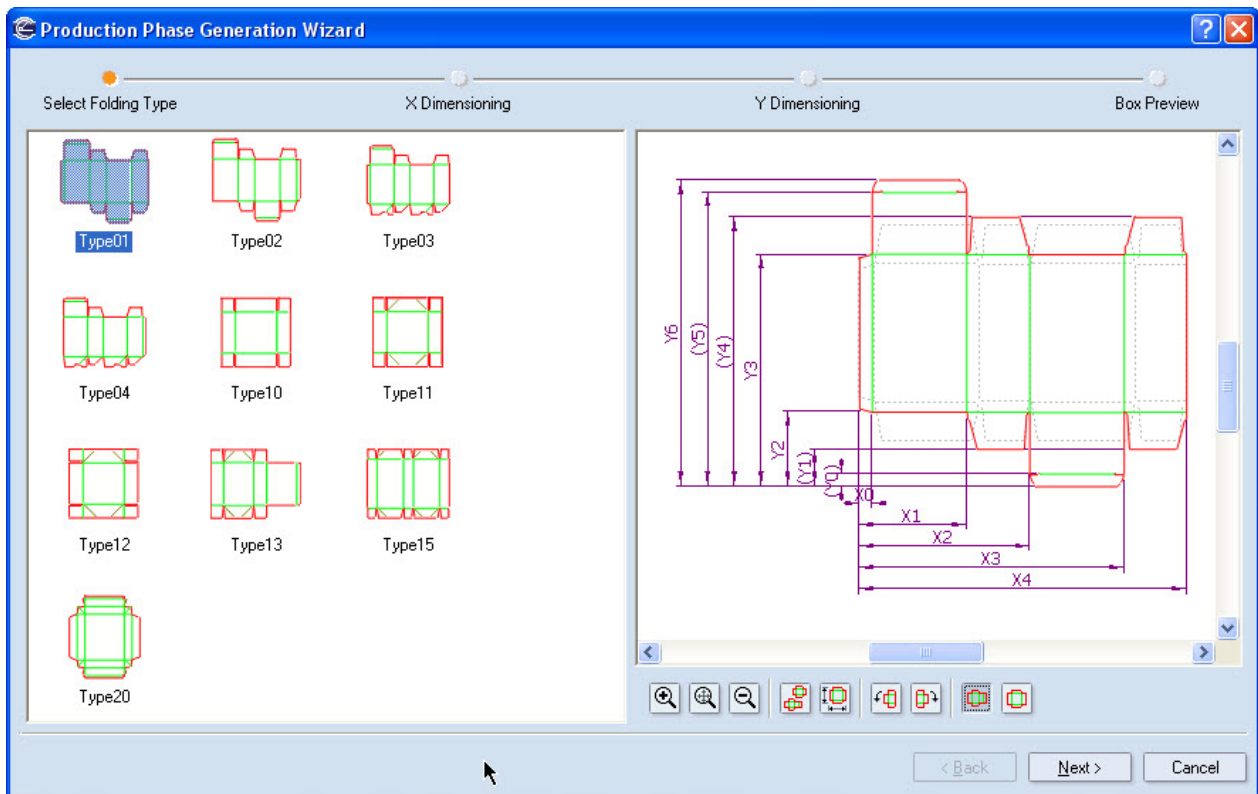 Production Phase Generation Wizard
Select Folding Type X Dimensioning Y Dimensioning Box Preview
Type01 Type02 Type03
Type04 Type10 Type11
Type12 Type13 Type15
Type20
Y6
(Y5)
(Y4)
Y3
Y2
(Y1)
(Y0)
X0
X1
X2
X3
X4
< Back Next > Cancel